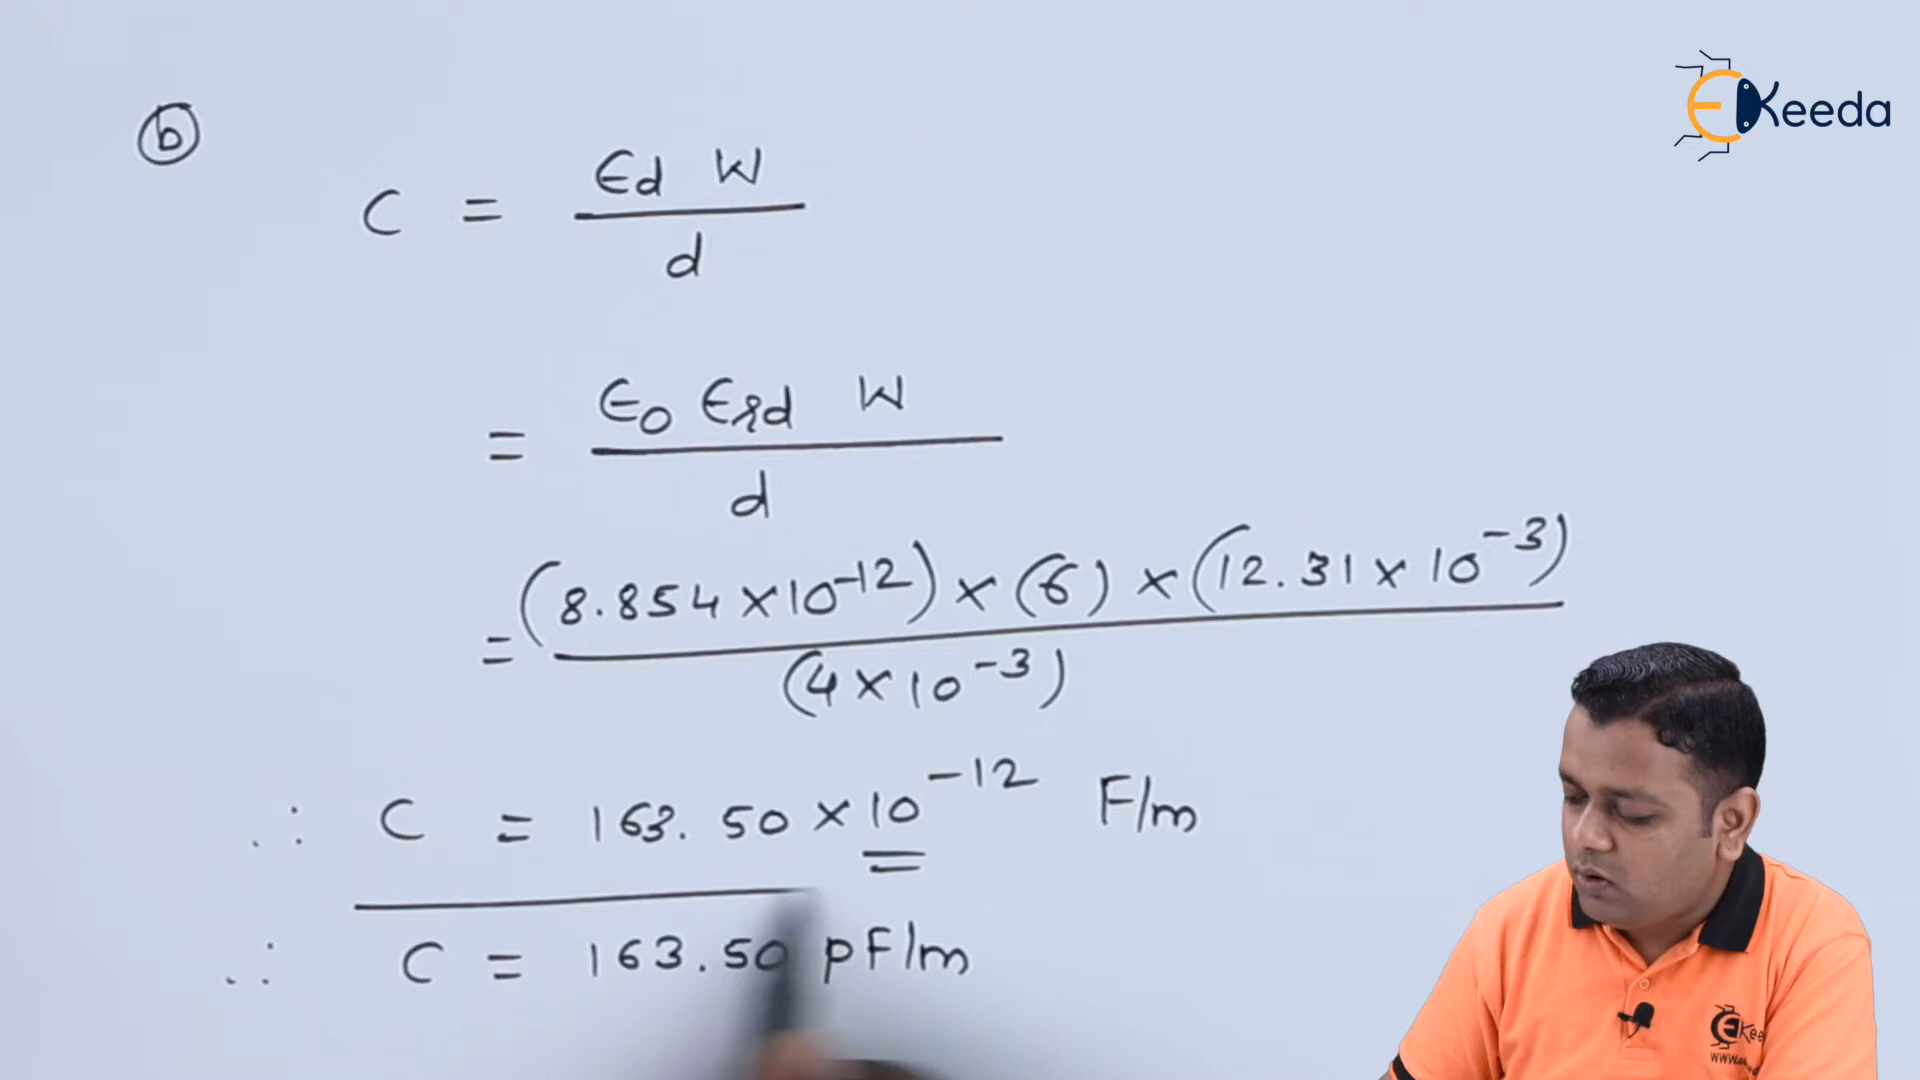 EKeeda
b
C = ϵd W
d
= ϵ0 ϵrd W
d
= (8.854 × 10^-12) × (6) × (12.31 × 10^-3)
(4 × 10^-3)
∴ C = 163.50 × 10^-12 F/m
∴ C = 163.50 pF/m